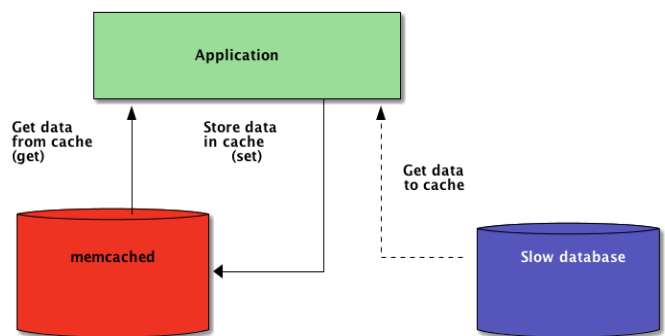 Application
Get data
from cache
(get)
Store data
in cache
(set)
Get data
to cache
memcached
Slow database